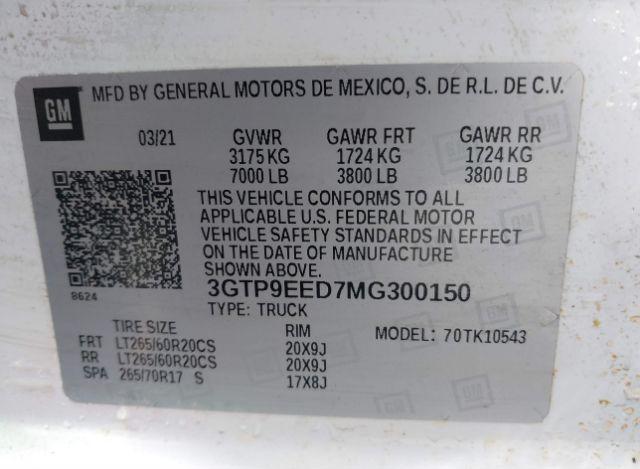 GM MFD BY GENERAL MOTORS DE MEXICO, S. DE R.L. DE C.V.
03/21 GVWR GAWR FRT GAWR RR
3175 KG 1724 KG 1724 KG
7000 LB 3800 LB 3800 LB
THIS VEHICLE CONFORMS TO ALL
APPLICABLE U.S. FEDERAL MOTOR
VEHICLE SAFETY STANDARDS IN EFFECT
ON THE DATE OF MANUFACTURE
SHOWN ABOVE.
8624 3GTP9EED7MG300150
TYPE: TRUCK
TIRE SIZE RIM MODEL: 70TK10543
FRT LT265/60R20CS 20X9J
RR LT265/60R20CS 20X9J
SPA 265/70R17 S 17X8J